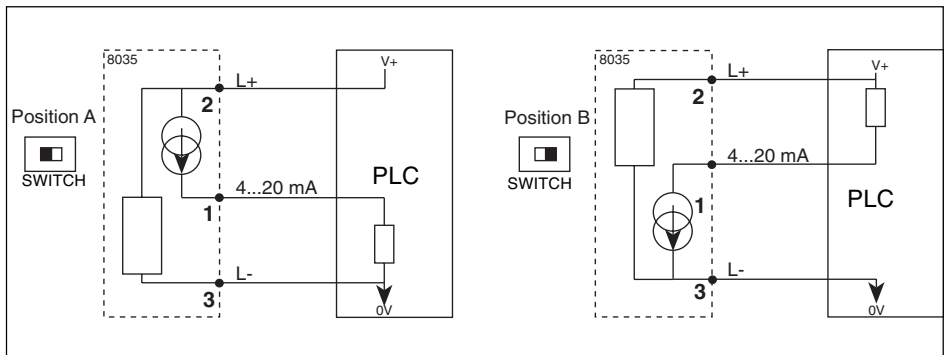 8035
V+
L+
2
Position A
SWITCH
4...20 mA
1
PLC
L-
3
0V
8035
V+
L+
2
Position B
SWITCH
4...20 mA
1
PLC
L-
3
0V